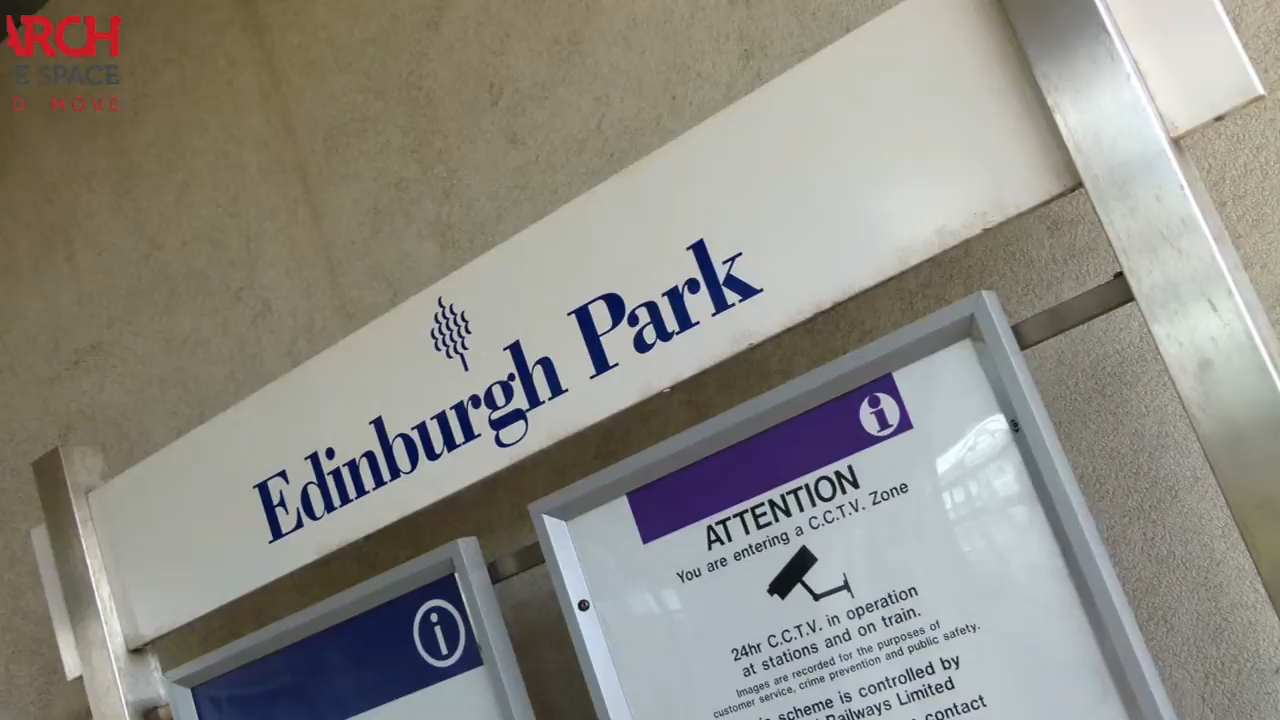 ARCH
E SPACE
D MOVE
Edinburgh Park
i
i
ATTENTION
You are entering a C.C.T.V. Zone
24hr C.C.T.V. in operation
at stations and on train.
Images are recorded for the purposes of
customer service, crime prevention and public safety.
scheme is controlled by
Railways Limited
contact